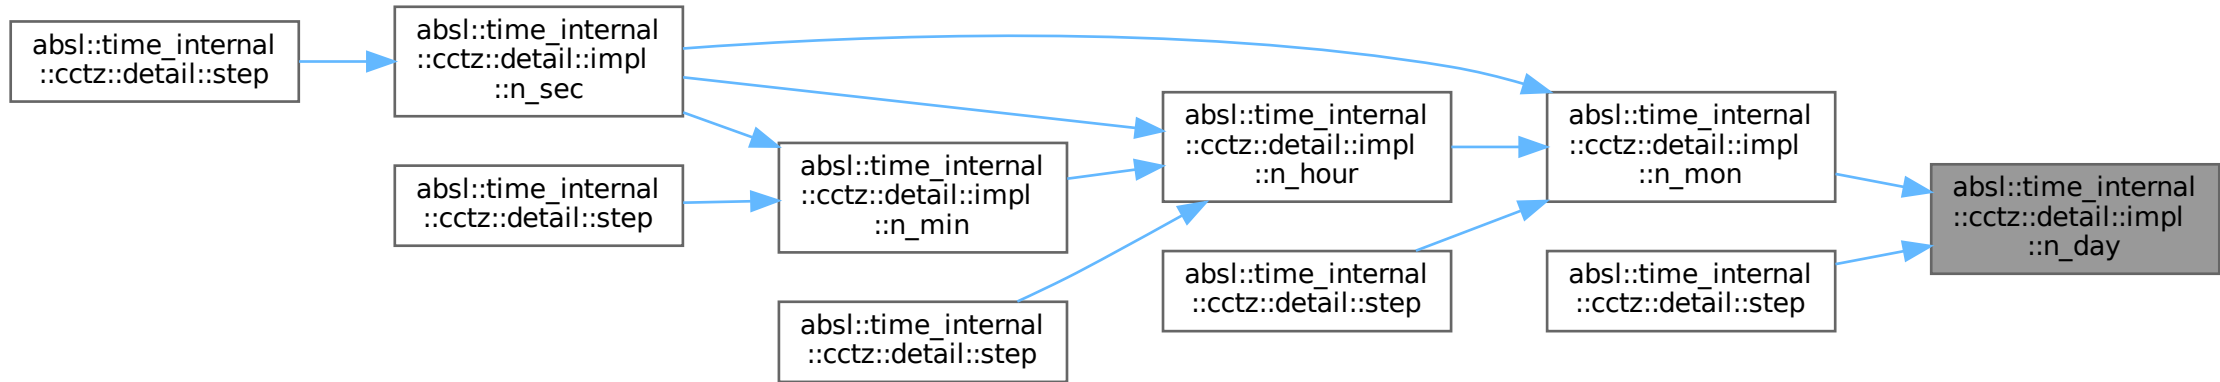 absl::time_internal
::cctz::detail::step
absl::time_internal
::cctz::detail::impl
::n_sec
absl::time_internal
::cctz::detail::step
absl::time_internal
::cctz::detail::impl
::n_min
absl::time_internal
::cctz::detail::step
absl::time_internal
::cctz::detail::impl
::n_hour
absl::time_internal
::cctz::detail::step
absl::time_internal
::cctz::detail::impl
::n_mon
absl::time_internal
::cctz::detail::step
absl::time_internal
::cctz::detail::impl
::n_day